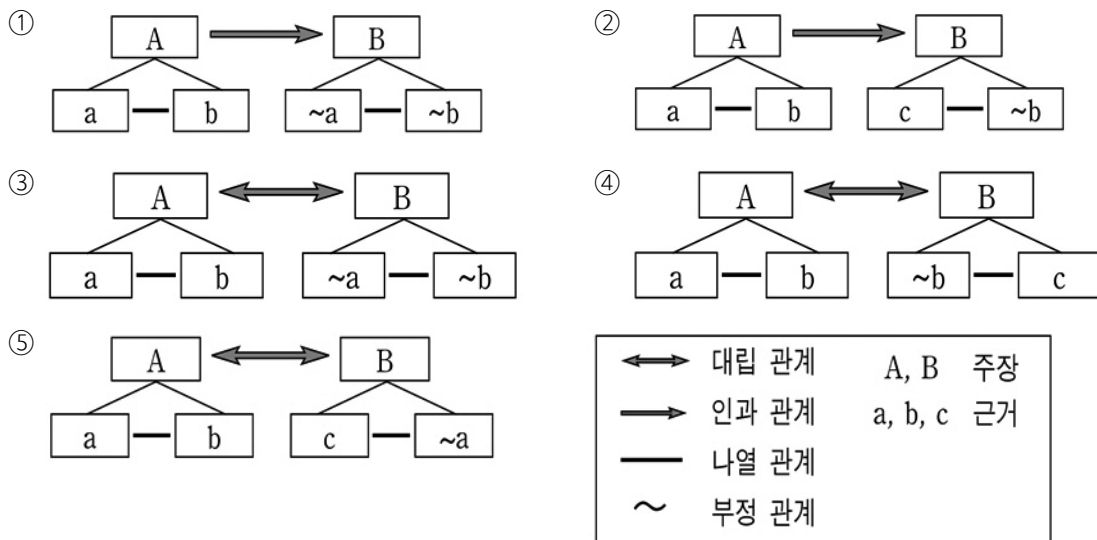 ① A B
a b ~a ~b
② A B
a b c ~b
③ A B
a b ~a ~b
④ A B
a b ~b c
⑤ A B
a b c ~a
대립 관계 A, B 주장
인과 관계 a, b, c 근거
나열 관계
~ 부정 관계